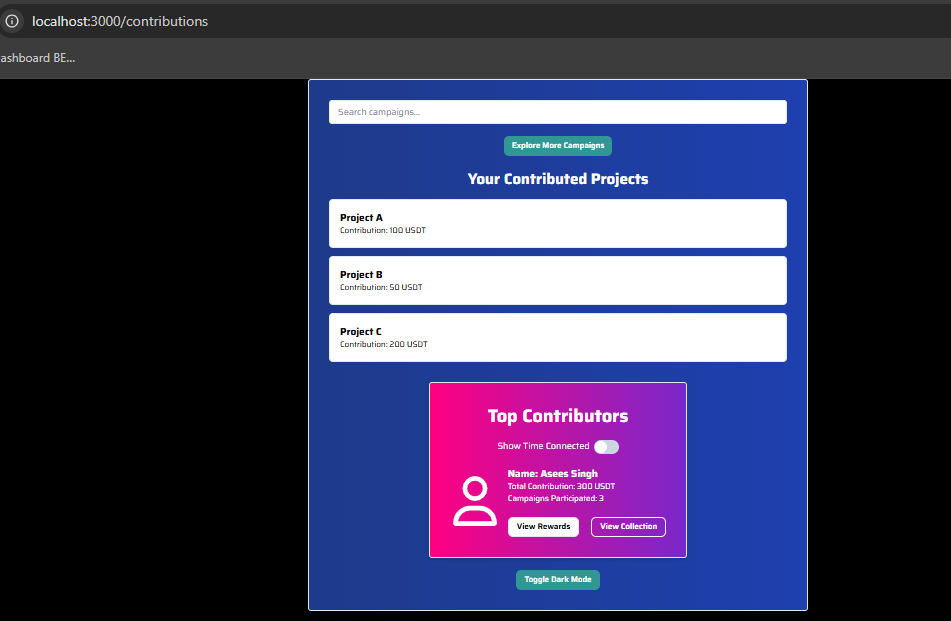 localhost:3000/contributions
ashboard BE...
Search campaigns...
Explore More Campaigns
Your Contributed Projects
Project A
Contribution: 100 USDT
Project B
Contribution: 50 USDT
Project C
Contribution: 200 USDT
Top Contributors
Show Time Connected
Name: Asees Singh
Total Contribution: 300 USDT
Campaigns Participated: 3
View Rewards View Collection
Toggle Dark Mode